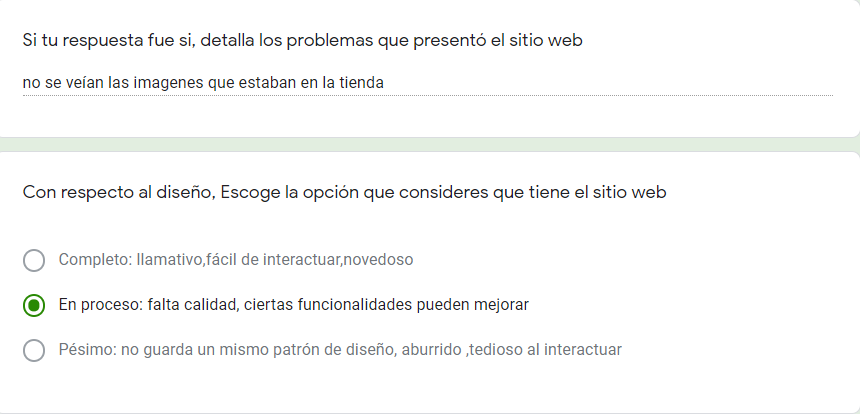 Si tu respuesta fue si, detalla los problemas que presentó el sitio web
no se veían las imagenes que estaban en la tienda
Con respecto al diseño, Escoge la opción que consideres que tiene el sitio web
Completo: llamativo,fácil de interactuar,novedoso
En proceso: falta calidad, ciertas funcionalidades pueden mejorar
Pésimo: no guarda un mismo patrón de diseño, aburrido ,tedioso al interactuar